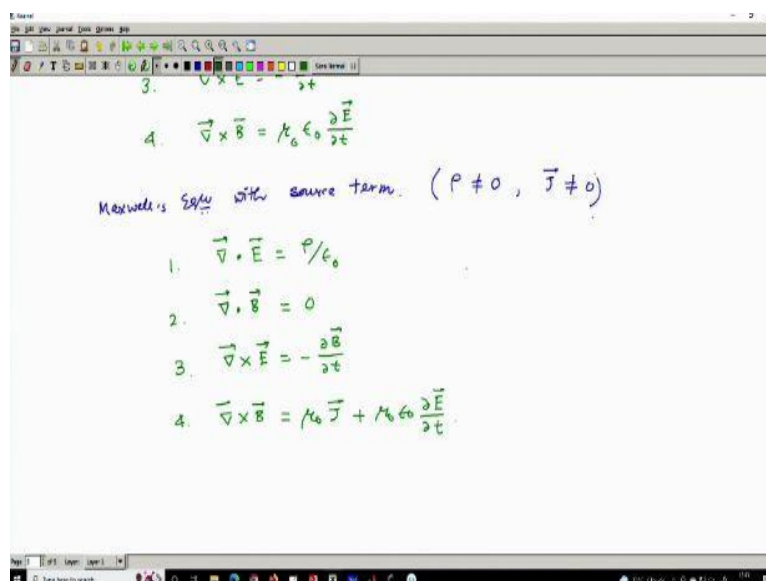 3. ∇ × E = - ∂t
4. ∇⃗ × B⃗ = μ₀ ϵ₀ ∂E⃗/∂t
Maxwell's Eqn with source term. ( ρ ≠ 0 , J⃗ ≠ 0 )
1. ∇⃗ . E⃗ = ρ/ϵ₀
2. ∇⃗ . B⃗ = 0
3. ∇⃗ × E⃗ = - ∂B⃗/∂t
4. ∇⃗ × B⃗ = μ₀ J⃗ + μ₀ ϵ₀ ∂E⃗/∂t